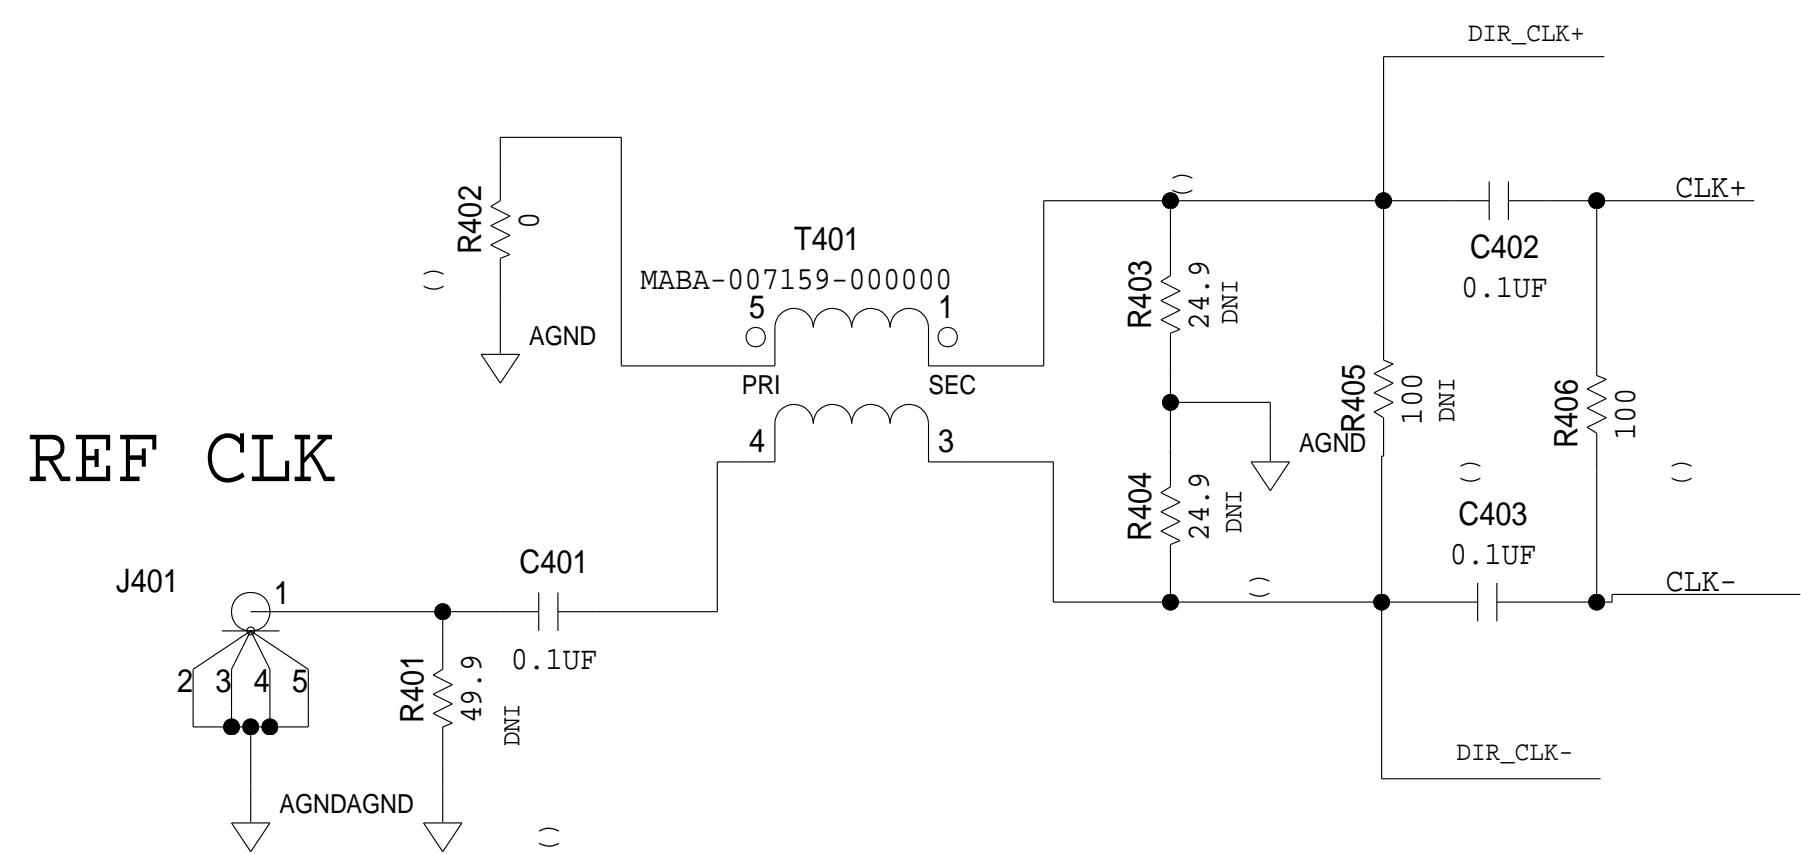 DIR_CLK+
CLK+
R402
0
()
AGND
T401
MABA-007159-000000
5
1
PRI
SEC
4
3
()
R403
24.9
DNI
C402
0.1UF
R405
100
DNI
R406
100
AGND
()
()
REF CLK
R404
24.9
DNI
C403
0.1UF
()
CLK-
J401
1
C401
0.1UF
2
3
4
5
R401
49.9
DNI
DIR_CLK-
AGNDAGND
()